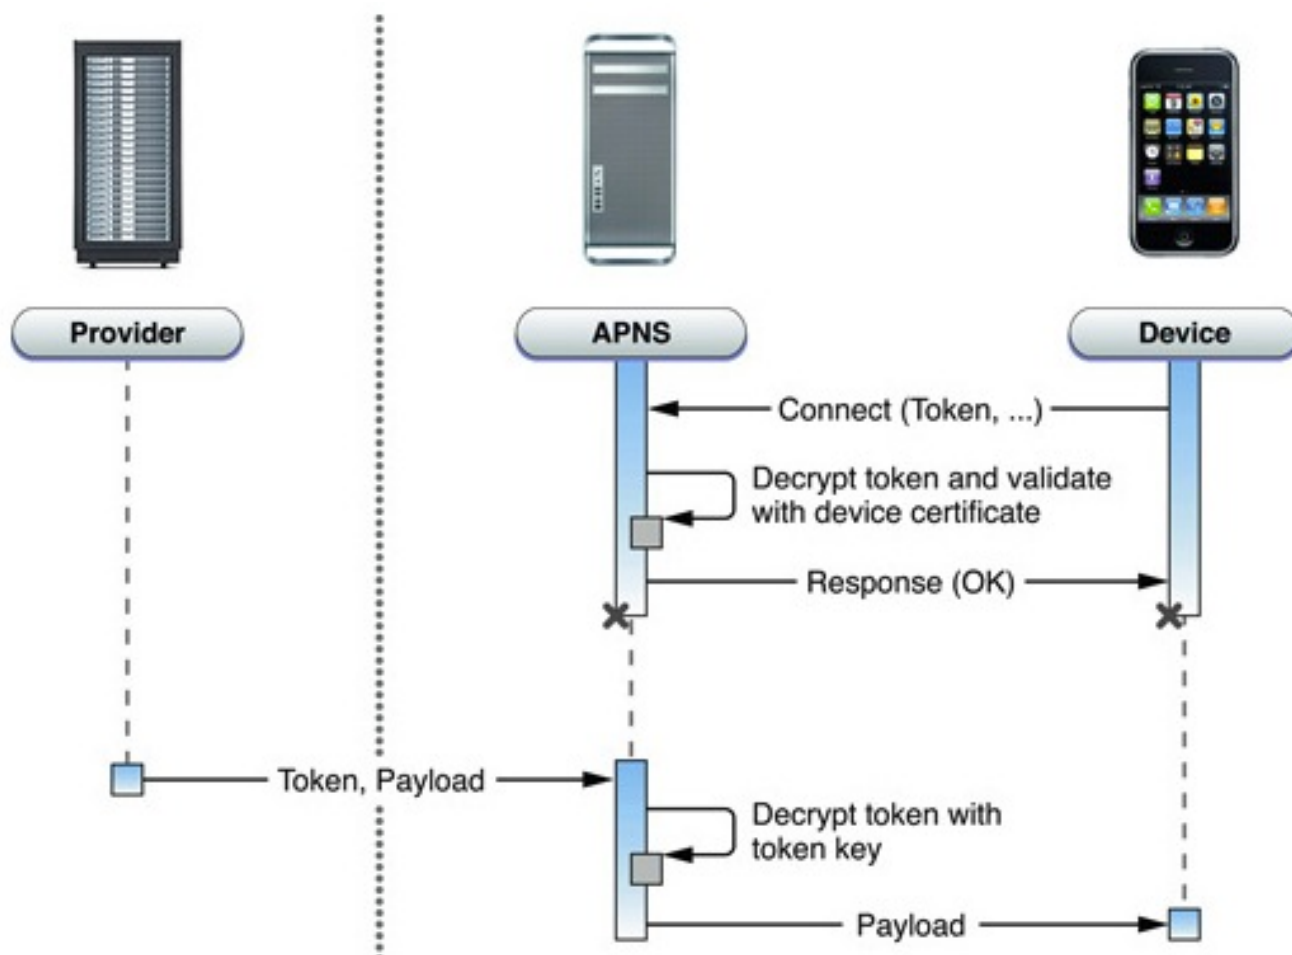 Provider
APNS
Device
Connect (Token, ...)
Decrypt token and validate
with device certificate
Response (OK)
Token, Payload
Decrypt token with
token key
Payload